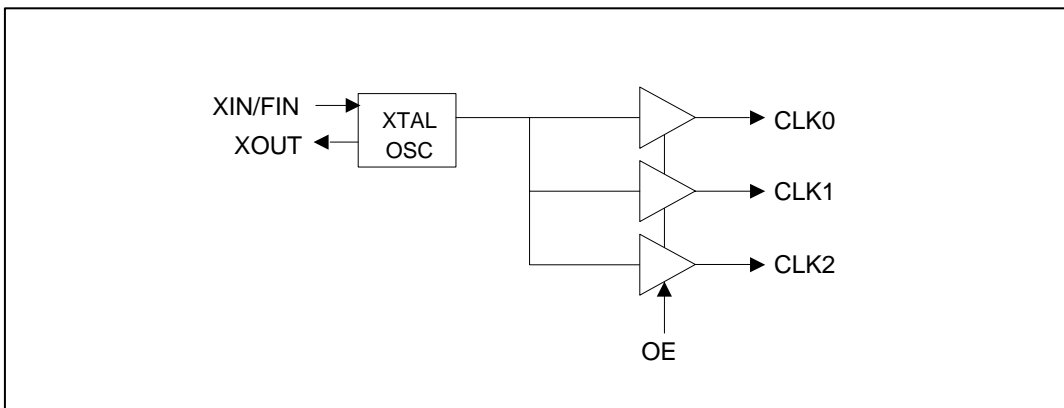 XIN/FIN
XOUT
XTAL
OSC
CLK0
CLK1
CLK2
OE